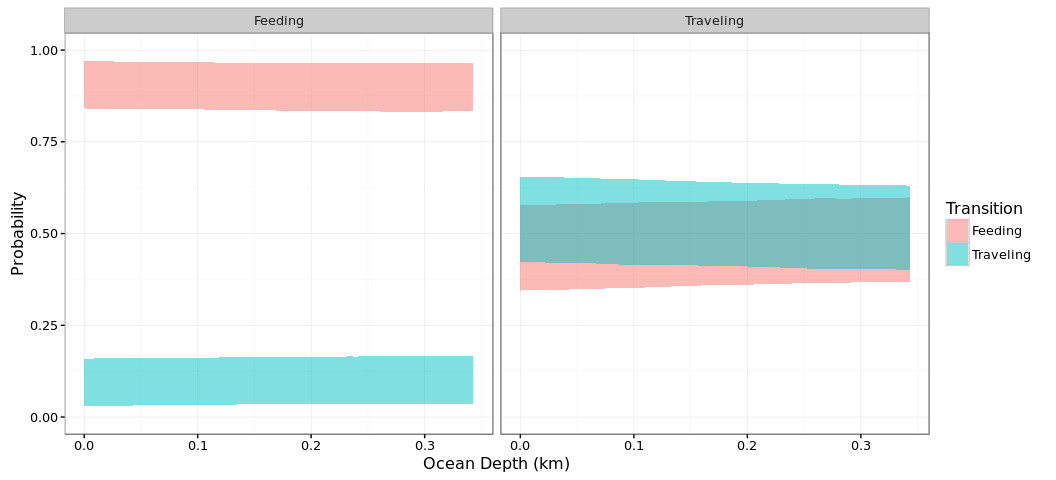 Feeding
Traveling
1.00
0.75
0.50
0.25
0.00
Probability
0.0 0.1 0.2 0.3
0.0 0.1 0.2 0.3
Ocean Depth (km)
Transition
Feeding
Traveling